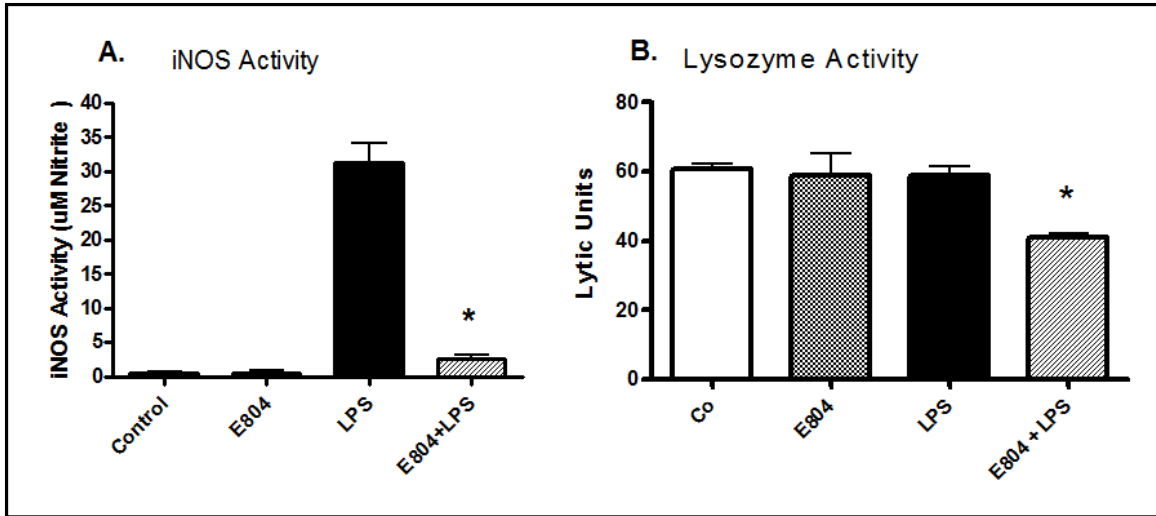 A. iNOS Activity
iNOS Activity (uM Nitrite )
40
35
30
25
20
15
10
5
0
*
Control
E804
LPS
E804+LPS
B. Lysozyme Activity
Lytic Units
80
60
40
20
0
*
Co
E804
LPS
E804 + LPS